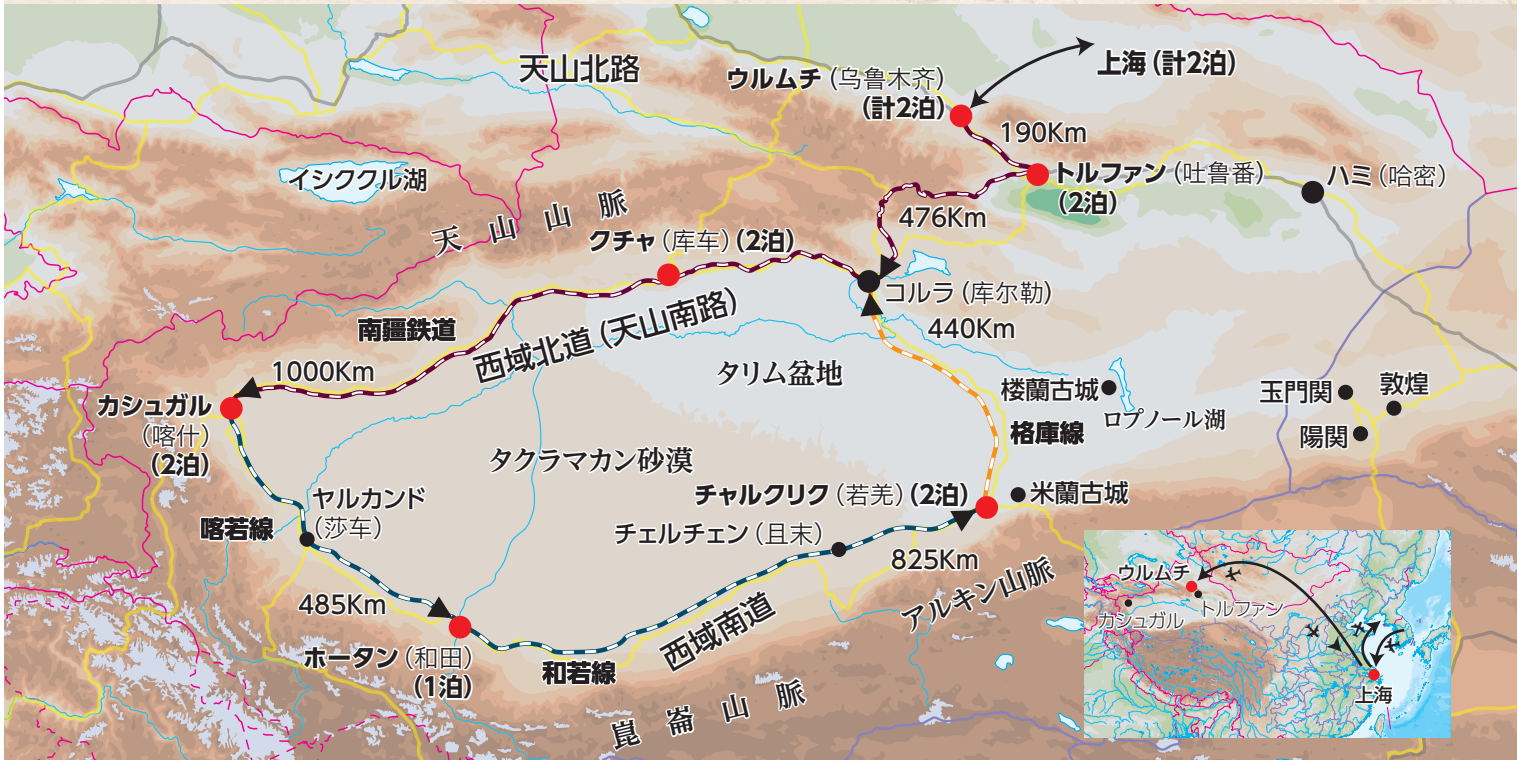 天山北路
ウルムチ (乌鲁木齐)
(計2泊)
上海 (計2泊)
190Km
トルファン (吐鲁番)
(2泊)
ハミ (哈密)
イシククル湖
天山山脈
476Km
クチャ (库车) (2泊)
コルラ (库尔勒)
440Km
南疆鉄道
西域北道 (天山南路)
1000Km
タリム盆地
カシュガル
(喀什)
(2泊)
楼蘭古城
ロプノール湖
玉門関
敦煌
陽関
格庫線
タクラマカン砂漠
チャルクリク (若羌) (2泊)
米蘭古城
ヤルカンド
(莎车)
喀若線
チェルチェン (且末)
825Km
アルキン山脈
485Km
西域南道
ホータン (和田)
(1泊)
和若線
崑崙山脈
ウルムチ
トルファン
カシュガル
上海